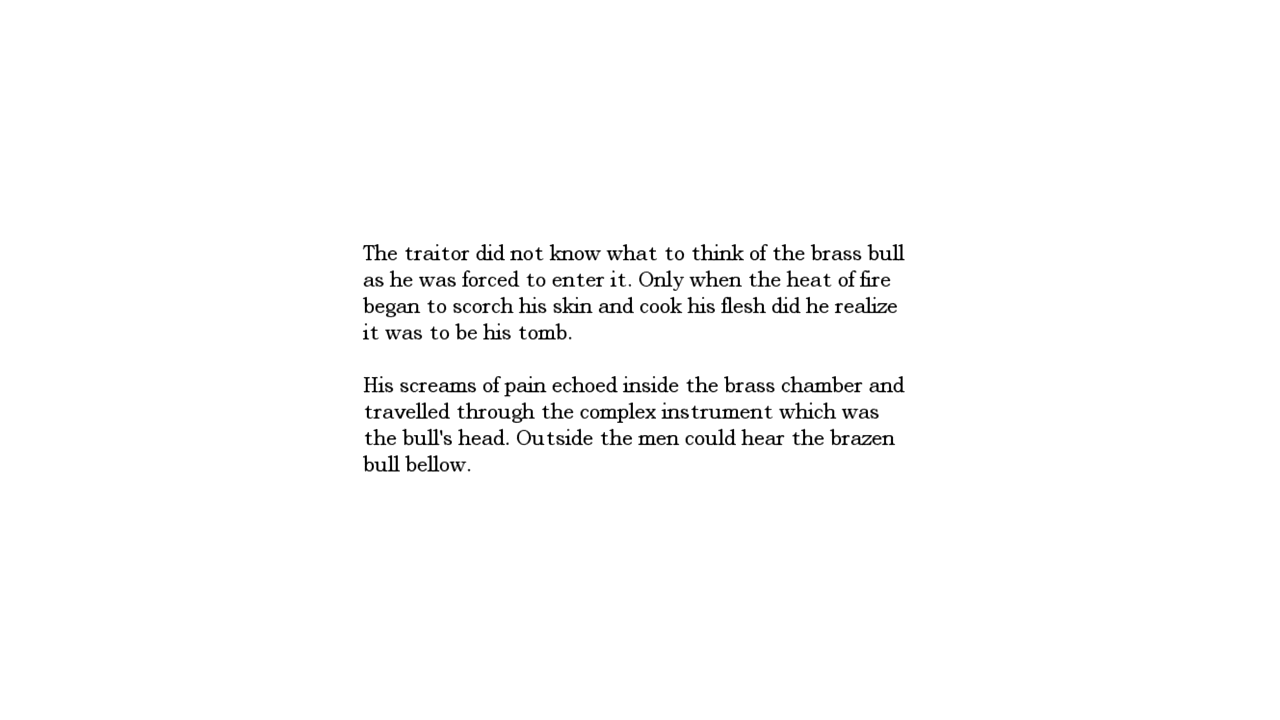 The traitor did not know what to think of the brass bull
as he was forced to enter it. Only when the heat of fire
began to scorch his skin and cook his flesh did he realize
it was to be his tomb.
His screams of pain echoed inside the brass chamber and
travelled through the complex instrument which was
the bull's head. Outside the men could hear the brazen
bull bellow.